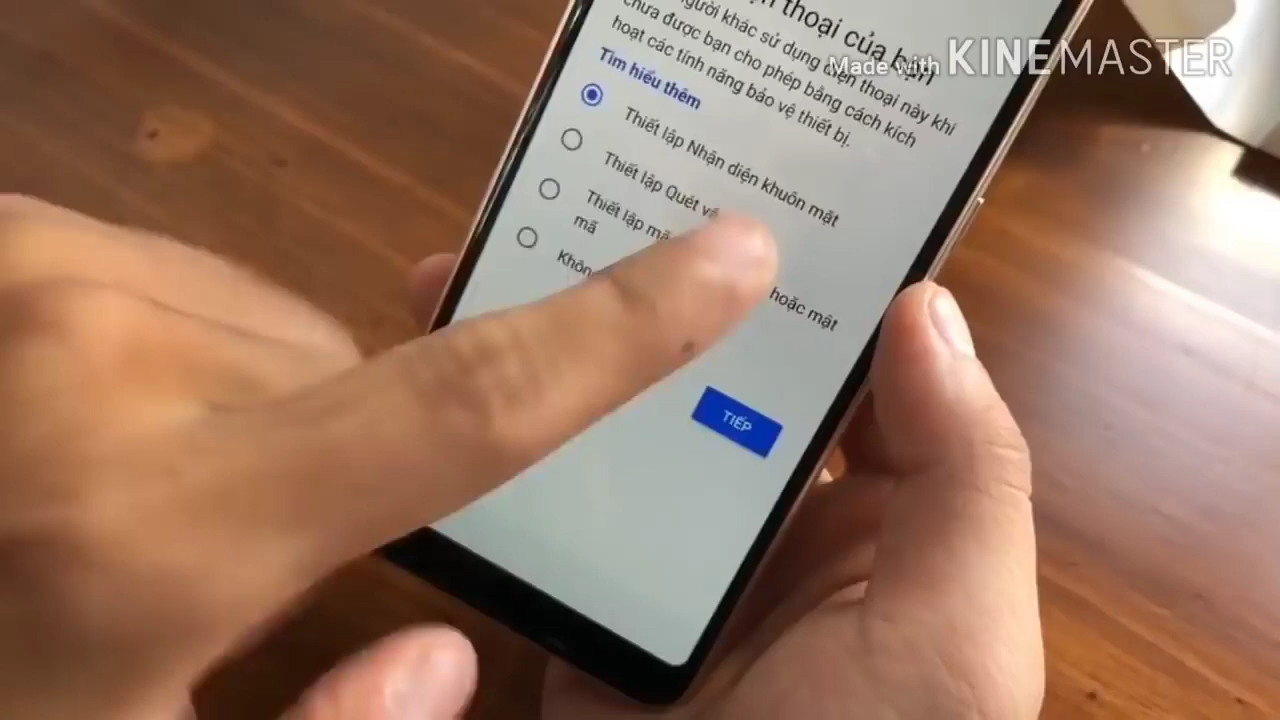 thoại của bạn
người khác sử dụng điện thoại này khi
chưa được bạn cho phép bằng cách kích
hoạt các tính năng bảo vệ thiết bị.
Tìm hiểu thêm
Thiết lập Nhận diện khuôn mặt
Thiết lập Quét
Thiết lập mã hoặc mật
mã
TIẾP
Made with KINEMASTER